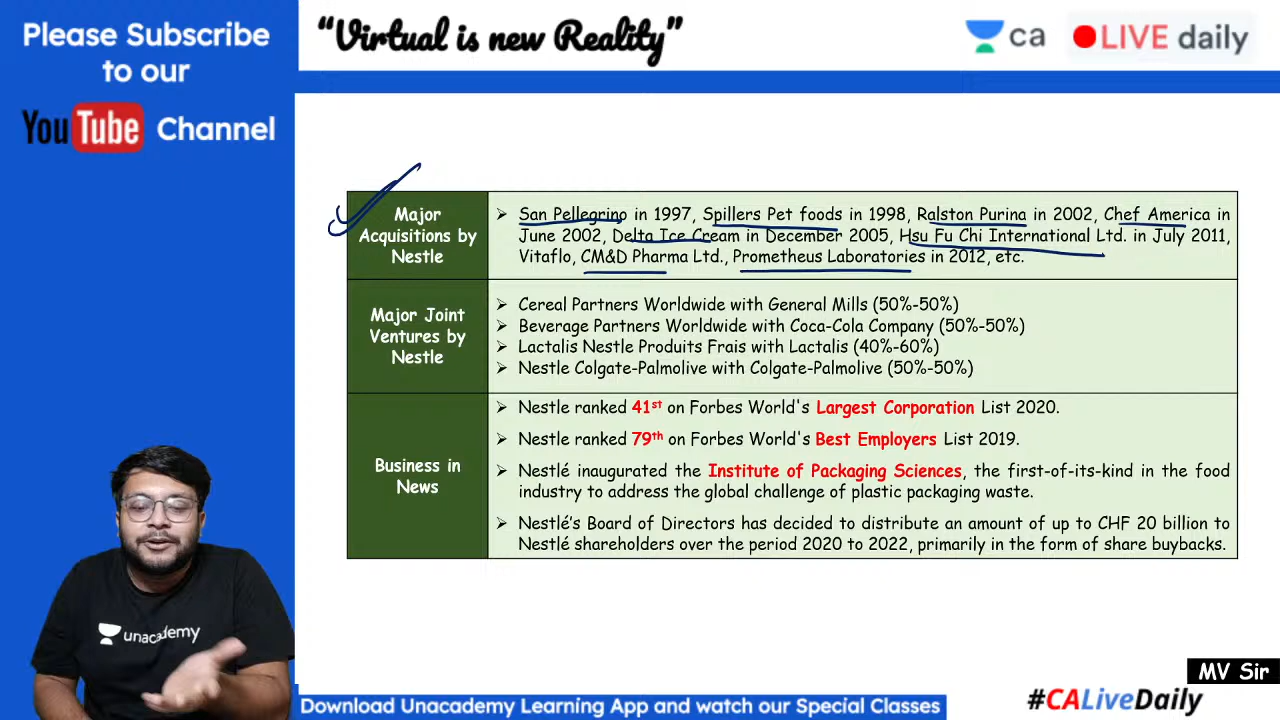 Please Subscribe
to our
YouTube Channel
“Virtual is new Reality”
ca
LIVE daily
Major
Acquisitions by
Nestle
➢ San Pellegrino in 1997, Spillers Pet foods in 1998, Ralston Purina in 2002, Chef America in
June 2002, Delta Ice Cream in December 2005, Hsu Fu Chi International Ltd. in July 2011,
Vitaflo, CM&D Pharma Ltd., Prometheus Laboratories in 2012, etc.
Major Joint
Ventures by
Nestle
➢ Cereal Partners Worldwide with General Mills (50%-50%)
➢ Beverage Partners Worldwide with Coca-Cola Company (50%-50%)
➢ Lactalis Nestle Produits Frais with Lactalis (40%-60%)
➢ Nestle Colgate-Palmolive with Colgate-Palmolive (50%-50%)
Business in
News
➢ Nestle ranked 41st on Forbes World's Largest Corporation List 2020.
➢ Nestle ranked 79th on Forbes World's Best Employers List 2019.
➢ Nestlé inaugurated the Institute of Packaging Sciences, the first-of-its-kind in the food
industry to address the global challenge of plastic packaging waste.
➢ Nestlé’s Board of Directors has decided to distribute an amount of up to CHF 20 billion to
Nestlé shareholders over the period 2020 to 2022, primarily in the form of share buybacks.
unacademy
MV Sir
Download Unacademy Learning App and watch our Special Classes
#CALiveDaily